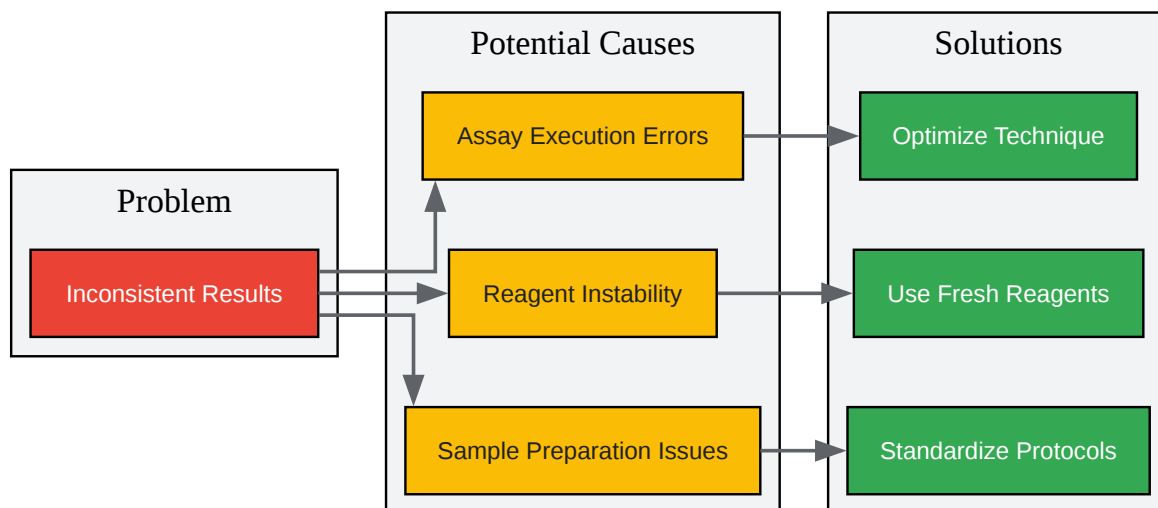 Problem
Inconsistent Results
Potential Causes
Assay Execution Errors
Reagent Instability
Sample Preparation Issues
Solutions
Optimize Technique
Use Fresh Reagents
Standardize Protocols